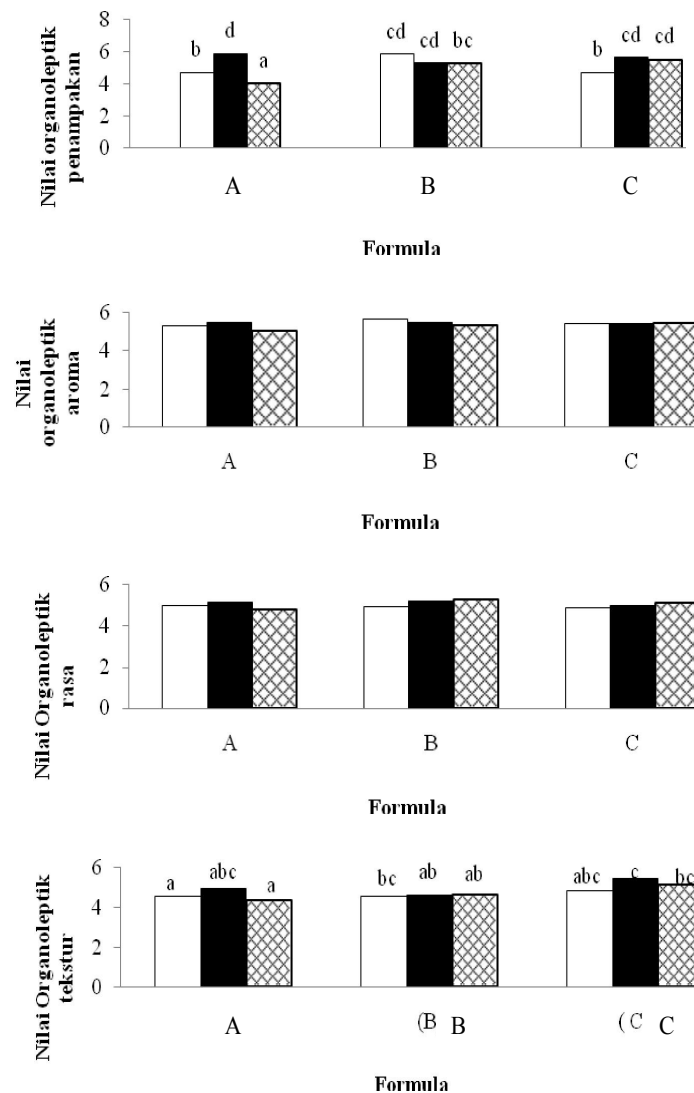 Nilai organoleptik
penampakan
8
6
4
2
0
b d a cd cd bc b cd cd
A B C
Formula
Nilai
organoleptik
aroma
6
4
2
0
A B C
Formula
Nilai Organoleptik
rasa
6
4
2
0
A B C
Formula
Nilai Organoleptik
tekstur
6
4
2
0
a abc a bc ab ab abc c bc
A (B B ( C C
Formula